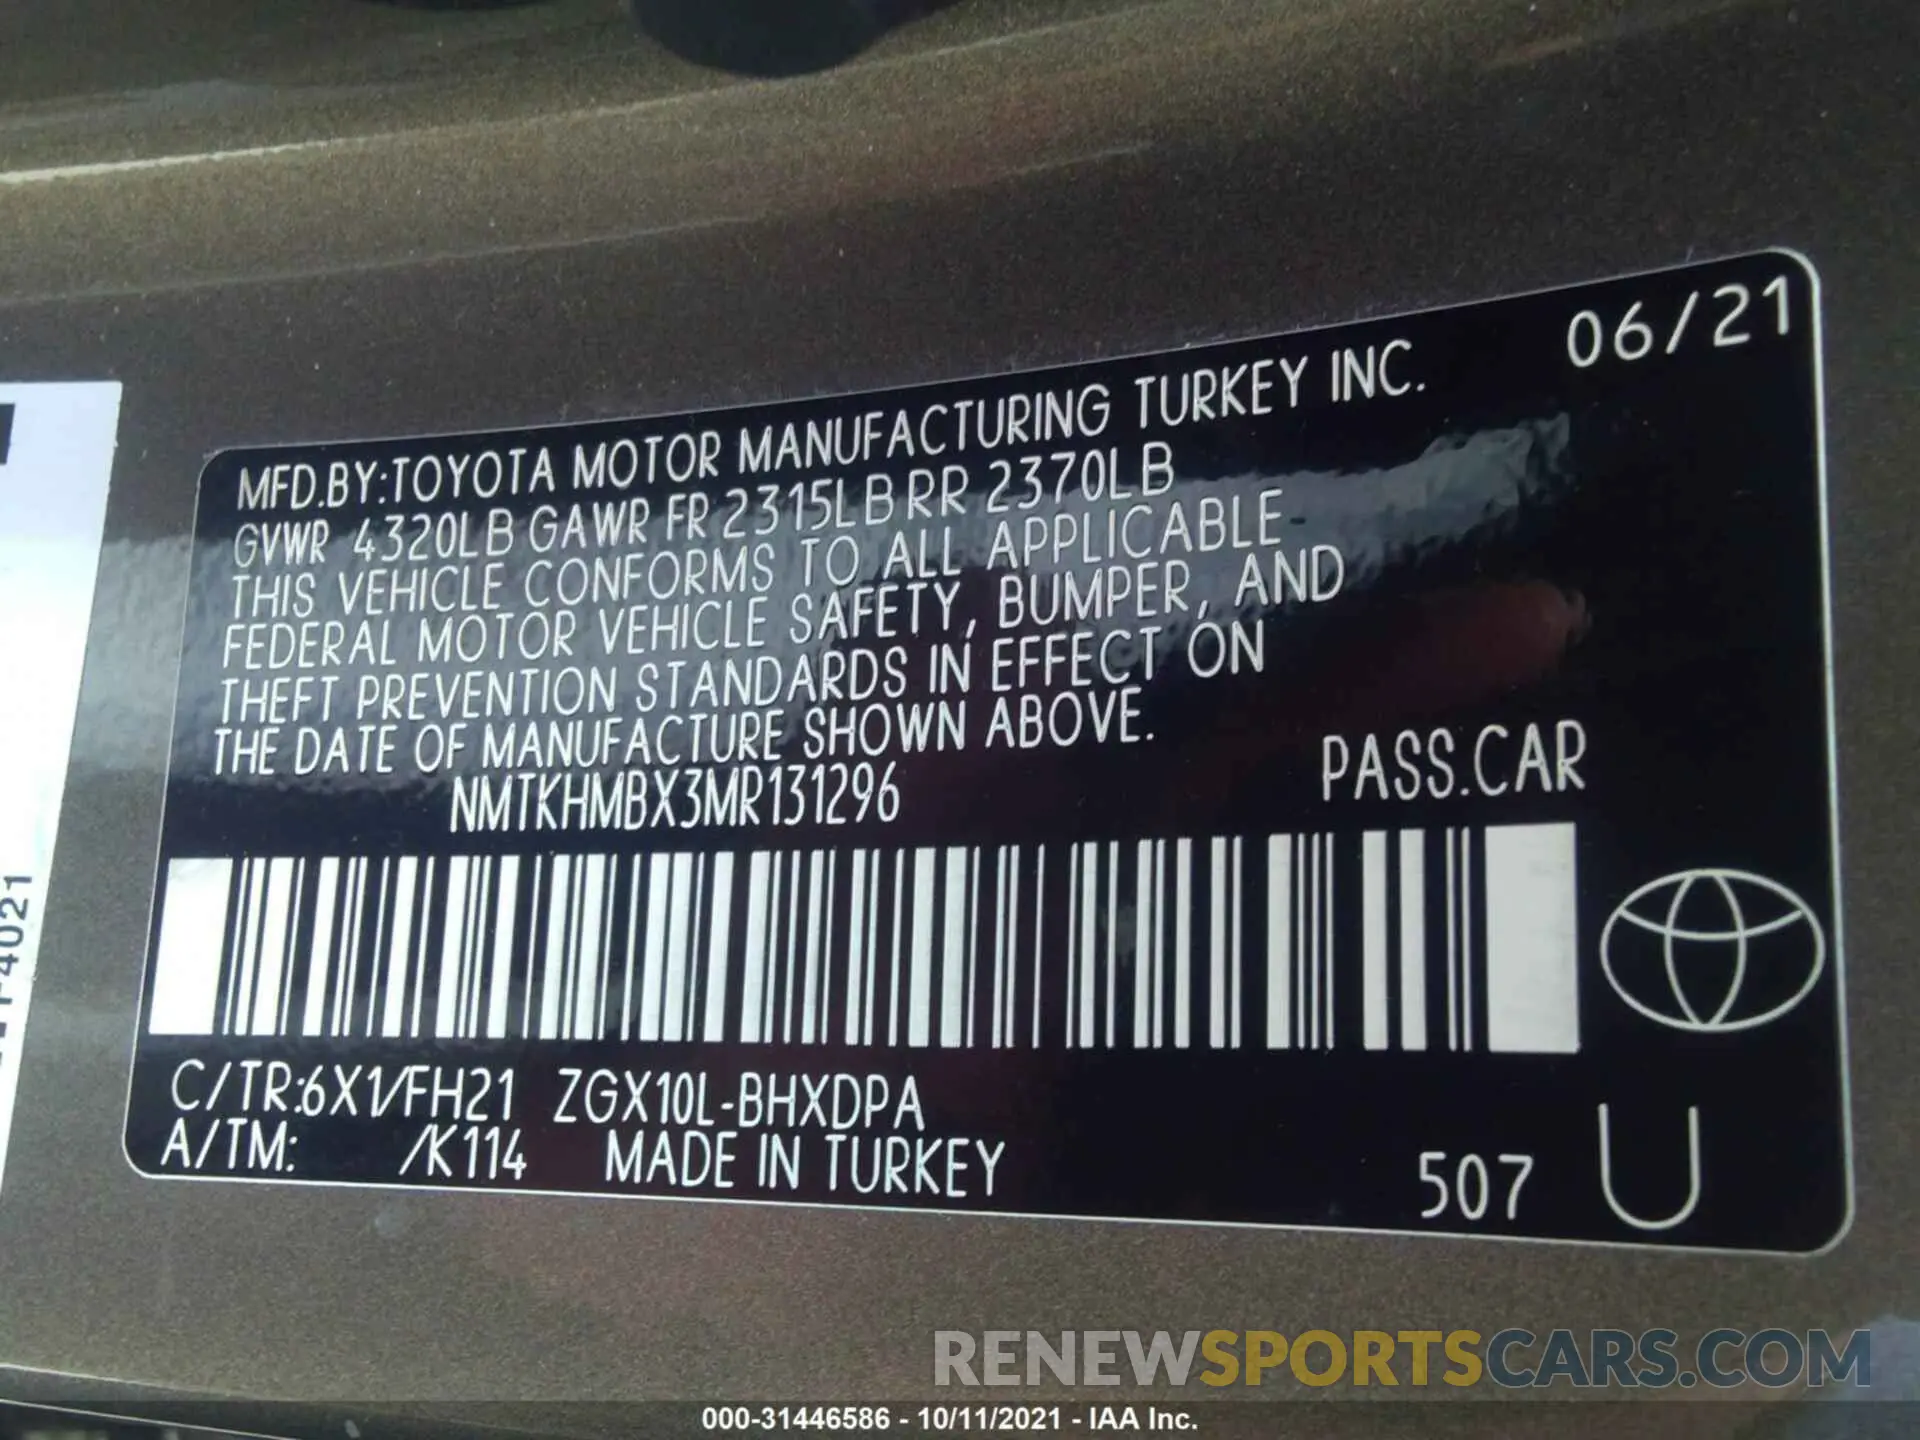 06/21
MFD.BY:TOYOTA MOTOR MANUFACTURING TURKEY INC.
GVWR 4320LB GAWR FR 2315LB RR 2370LB
THIS VEHICLE CONFORMS TO ALL APPLICABLE
FEDERAL MOTOR VEHICLE SAFETY, BUMPER, AND
THEFT PREVENTION STANDARDS IN EFFECT ON
THE DATE OF MANUFACTURE SHOWN ABOVE.
NMTKHMBX3MR131296
PASS.CAR
C/TR:6X1/FH21 ZGX10L-BHXDPA
A/TM: /K114 MADE IN TURKEY
507 U
RENEWSPORTSCARS.COM
000-31446586 - 10/11/2021 - IAA Inc.